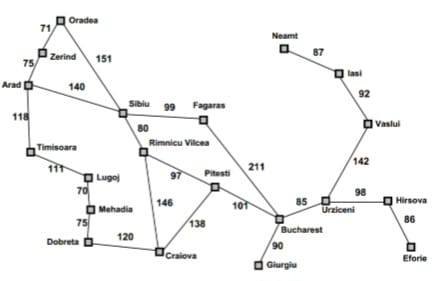 Oradea
71
Neamt
Zerind
87
75
151
Iasi
Arad
140
92
Sibiu
99
Fagaras
118
Vaslui
80
Timisoara
Rimnicu Vilcea
111
142
Lugoj
97
Pitesti
211
70
98
Hirsova
Mehadia
146
101
85
Urziceni
75
138
86
Bucharest
120
Dobreta
90
Craiova
Eforie
Giurgiu